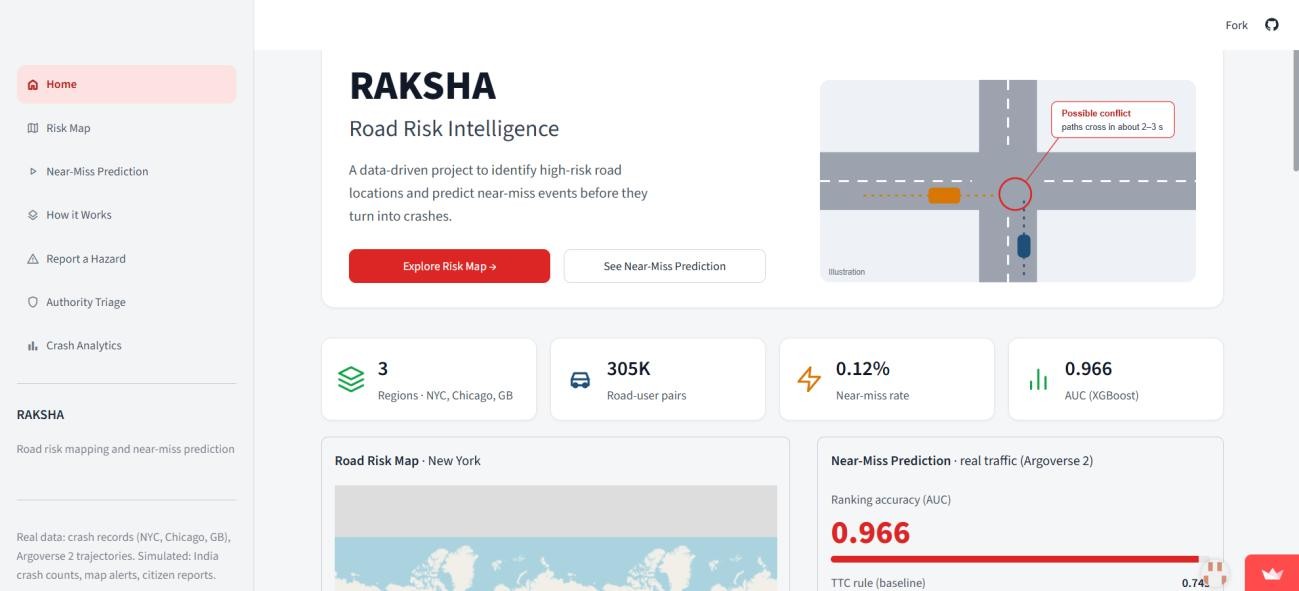 Fork
Home
Risk Map
Near-Miss Prediction
How it Works
Report a Hazard
Authority Triage
Crash Analytics
RAKSHA
Road risk mapping and near-miss prediction
Real data: crash records (NYC, Chicago, GB),
Argoverse 2 trajectories. Simulated: India
crash counts, map alerts, citizen reports.
RAKSHA
Road Risk Intelligence
A data-driven project to identify high-risk road
locations and predict near-miss events before they
turn into crashes.
Explore Risk Map →
See Near-Miss Prediction
Possible conflict
paths cross in about 2–3 s
Illustration
3
Regions · NYC, Chicago, GB
305K
Road-user pairs
0.12%
Near-miss rate
0.966
AUC (XGBoost)
Road Risk Map · New York
Near-Miss Prediction · real traffic (Argoverse 2)
Ranking accuracy (AUC)
0.966
TTC rule (baseline)